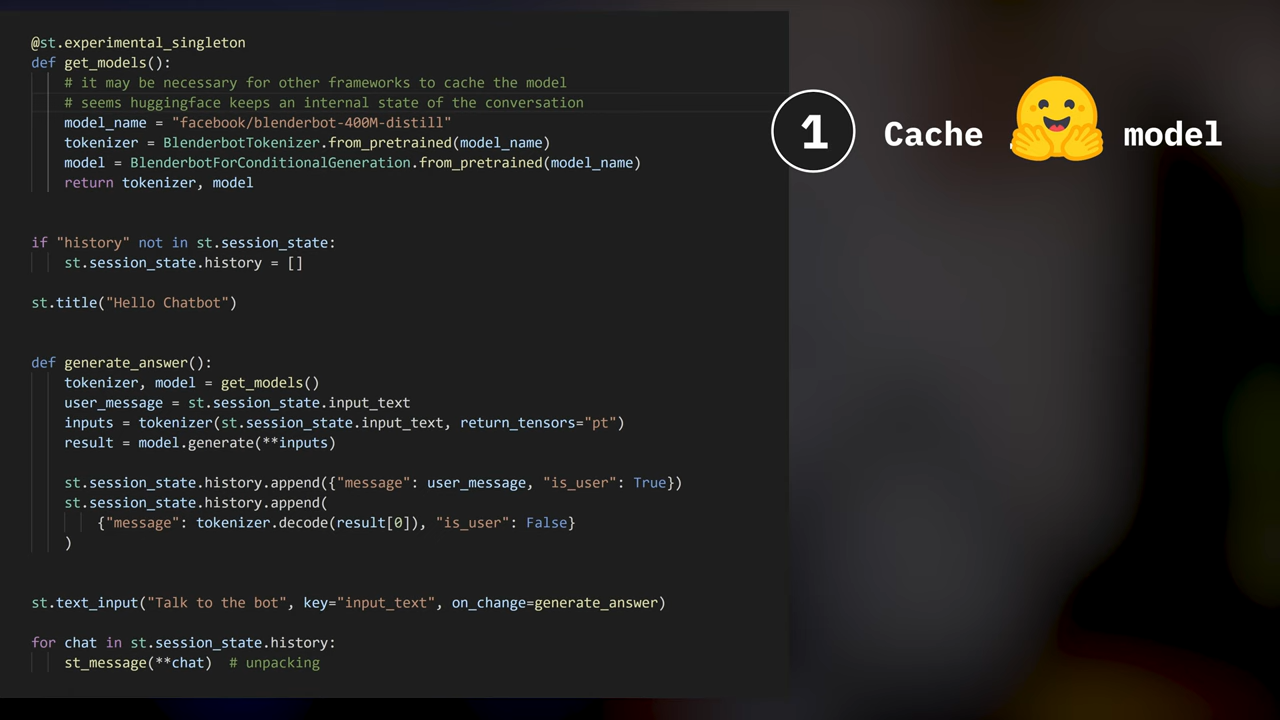 @st.experimental_singleton
def get_models():
    # it may be necessary for other frameworks to cache the model
    # seems huggingface keeps an internal state of the conversation
    model_name = "facebook/blenderbot-400M-distill"
    tokenizer = BlenderbotTokenizer.from_pretrained(model_name)
    model = BlenderbotForConditionalGeneration.from_pretrained(model_name)
    return tokenizer, model
if "history" not in st.session_state:
    st.session_state.history = []
st.title("Hello Chatbot")
def generate_answer():
    tokenizer, model = get_models()
    user_message = st.session_state.input_text
    inputs = tokenizer(st.session_state.input_text, return_tensors="pt")
    result = model.generate(**inputs)
    st.session_state.history.append({"message": user_message, "is_user": True})
    st.session_state.history.append(
        {"message": tokenizer.decode(result[0]), "is_user": False}
    )
st.text_input("Talk to the bot", key="input_text", on_change=generate_answer)
for chat in st.session_state.history:
    st_message(**chat)  # unpacking
1 Cache model